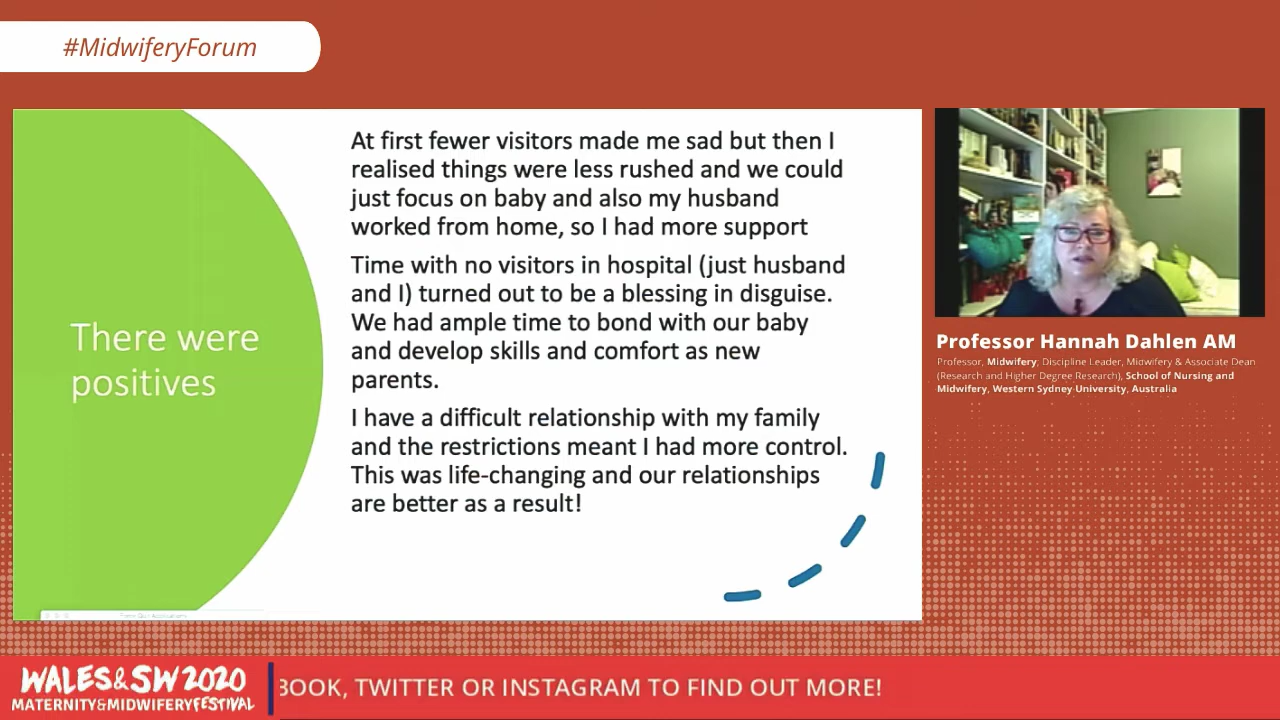 #MidwiferyForum
There were
positives
At first fewer visitors made me sad but then I
realised things were less rushed and we could
just focus on baby and also my husband
worked from home, so I had more support
Time with no visitors in hospital (just husband
and I) turned out to be a blessing in disguise.
We had ample time to bond with our baby
and develop skills and comfort as new
parents.
I have a difficult relationship with my family
and the restrictions meant I had more control.
This was life-changing and our relationships
are better as a result!
Professor Hannah Dahlen AM
Professor, Midwifery; Discipline Leader, Midwifery & Associate Dean
(Research and Higher Degree Research), School of Nursing and
Midwifery, Western Sydney University, Australia
WALES&SW2020
MATERNITY&MIDWIFERYFESTIVAL
BOOK, TWITTER OR INSTAGRAM TO FIND OUT MORE!